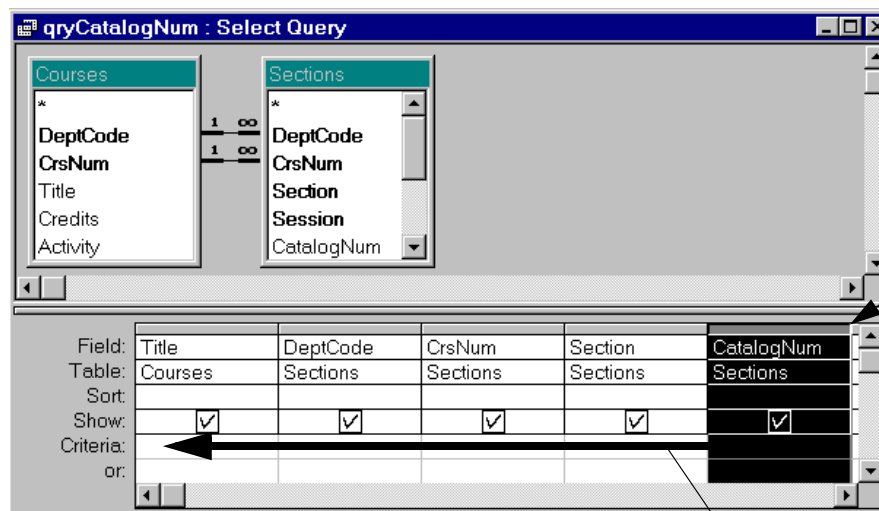 qryCatalogNum : Select Query
Courses
*
DeptCode
CrsNum
Title
Credits
Activity
1 ∞
1 ∞
Sections
*
DeptCode
CrsNum
Section
Session
CatalogNum
Field: Title DeptCode CrsNum Section CatalogNum
Table: Courses Sections Sections Sections Sections
Sort:
Show:
Criteria:
or: